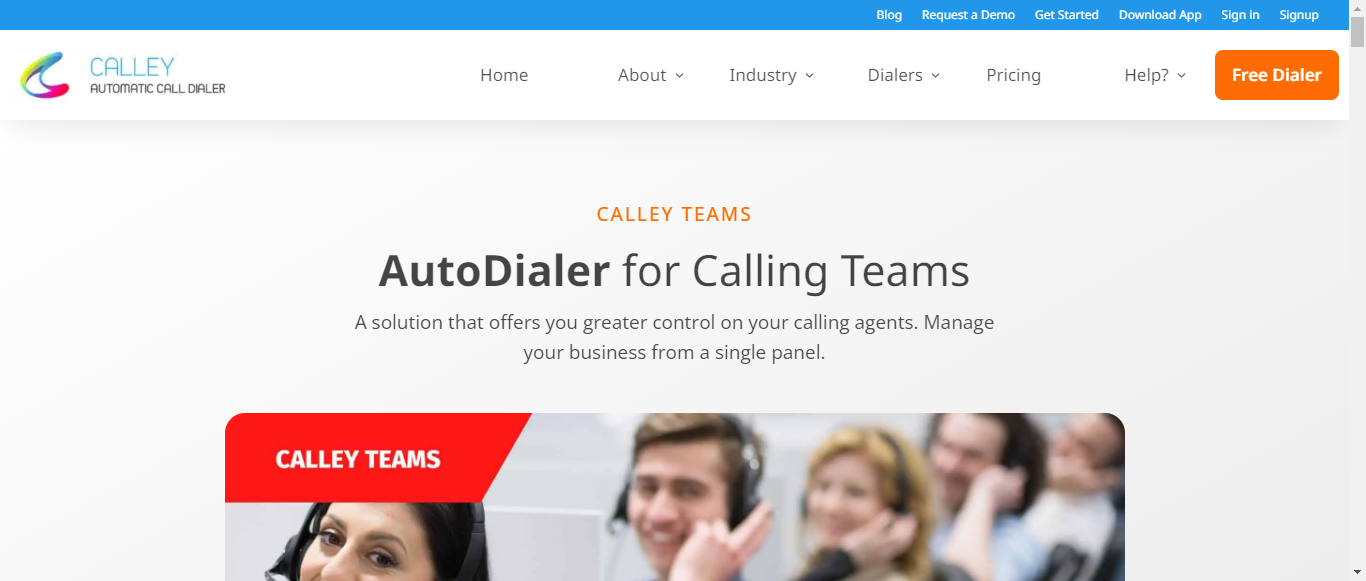 Blog Request a Demo Get Started Download App Sign in Signup
CALLEY
AUTOMATIC CALL DIALER
Home About Industry Dialers Pricing Help? Free Dialer
CALLEY TEAMS
AutoDialer for Calling Teams
A solution that offers you greater control on your calling agents. Manage
your business from a single panel.
CALLEY TEAMS